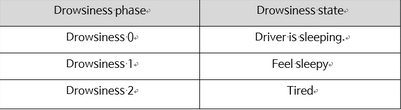 Drowsiness phase Drowsiness state
Drowsiness 0 Driver is sleeping.
Drowsiness 1 Feel sleepy
Drowsiness 2 Tired